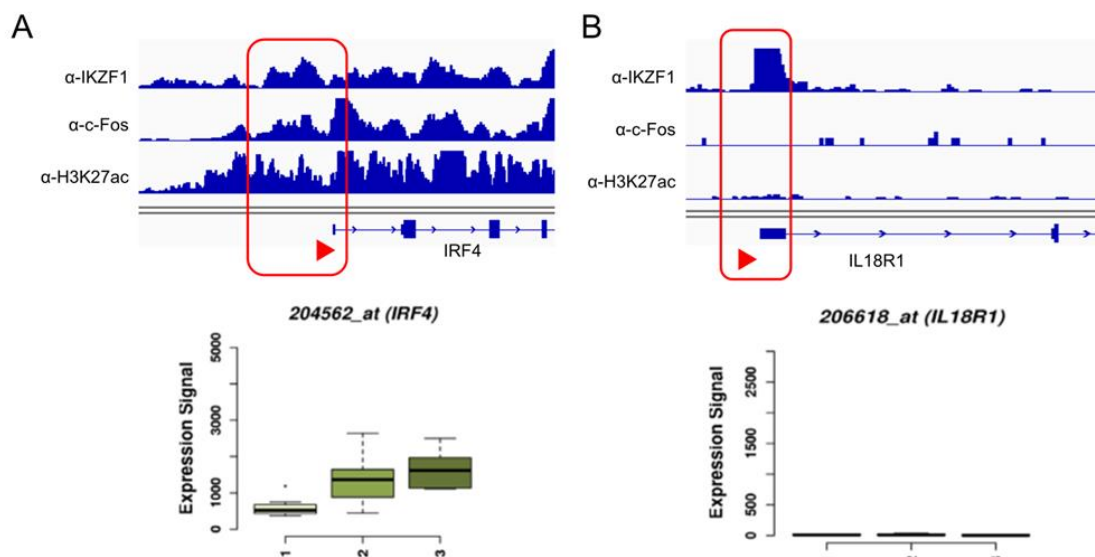 A
α-IKZF1
α-c-Fos
α-H3K27ac
IRF4
204562_at (IRF4)
Expression Signal
5000
3000
1000
0
1
2
3
B
α-IKZF1
α-c-Fos
α-H3K27ac
IL18R1
206618_at (IL18R1)
Expression Signal
2500
1500
500
0